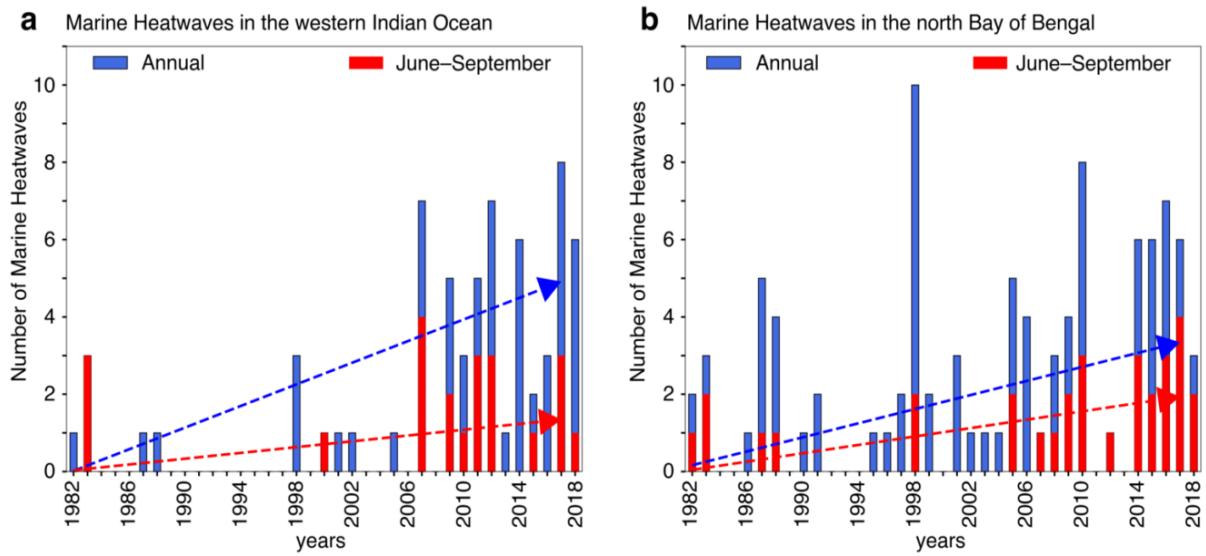 a Marine Heatwaves in the western Indian Ocean
Annual June–September
Number of Marine Heatwaves
10
8
6
4
2
0
1982 1986 1990 1994 1998 2002 2006 2010 2014 2018
years
b Marine Heatwaves in the north Bay of Bengal
Annual June–September
Number of Marine Heatwaves
10
8
6
4
2
0
1982 1986 1990 1994 1998 2002 2006 2010 2014 2018
years